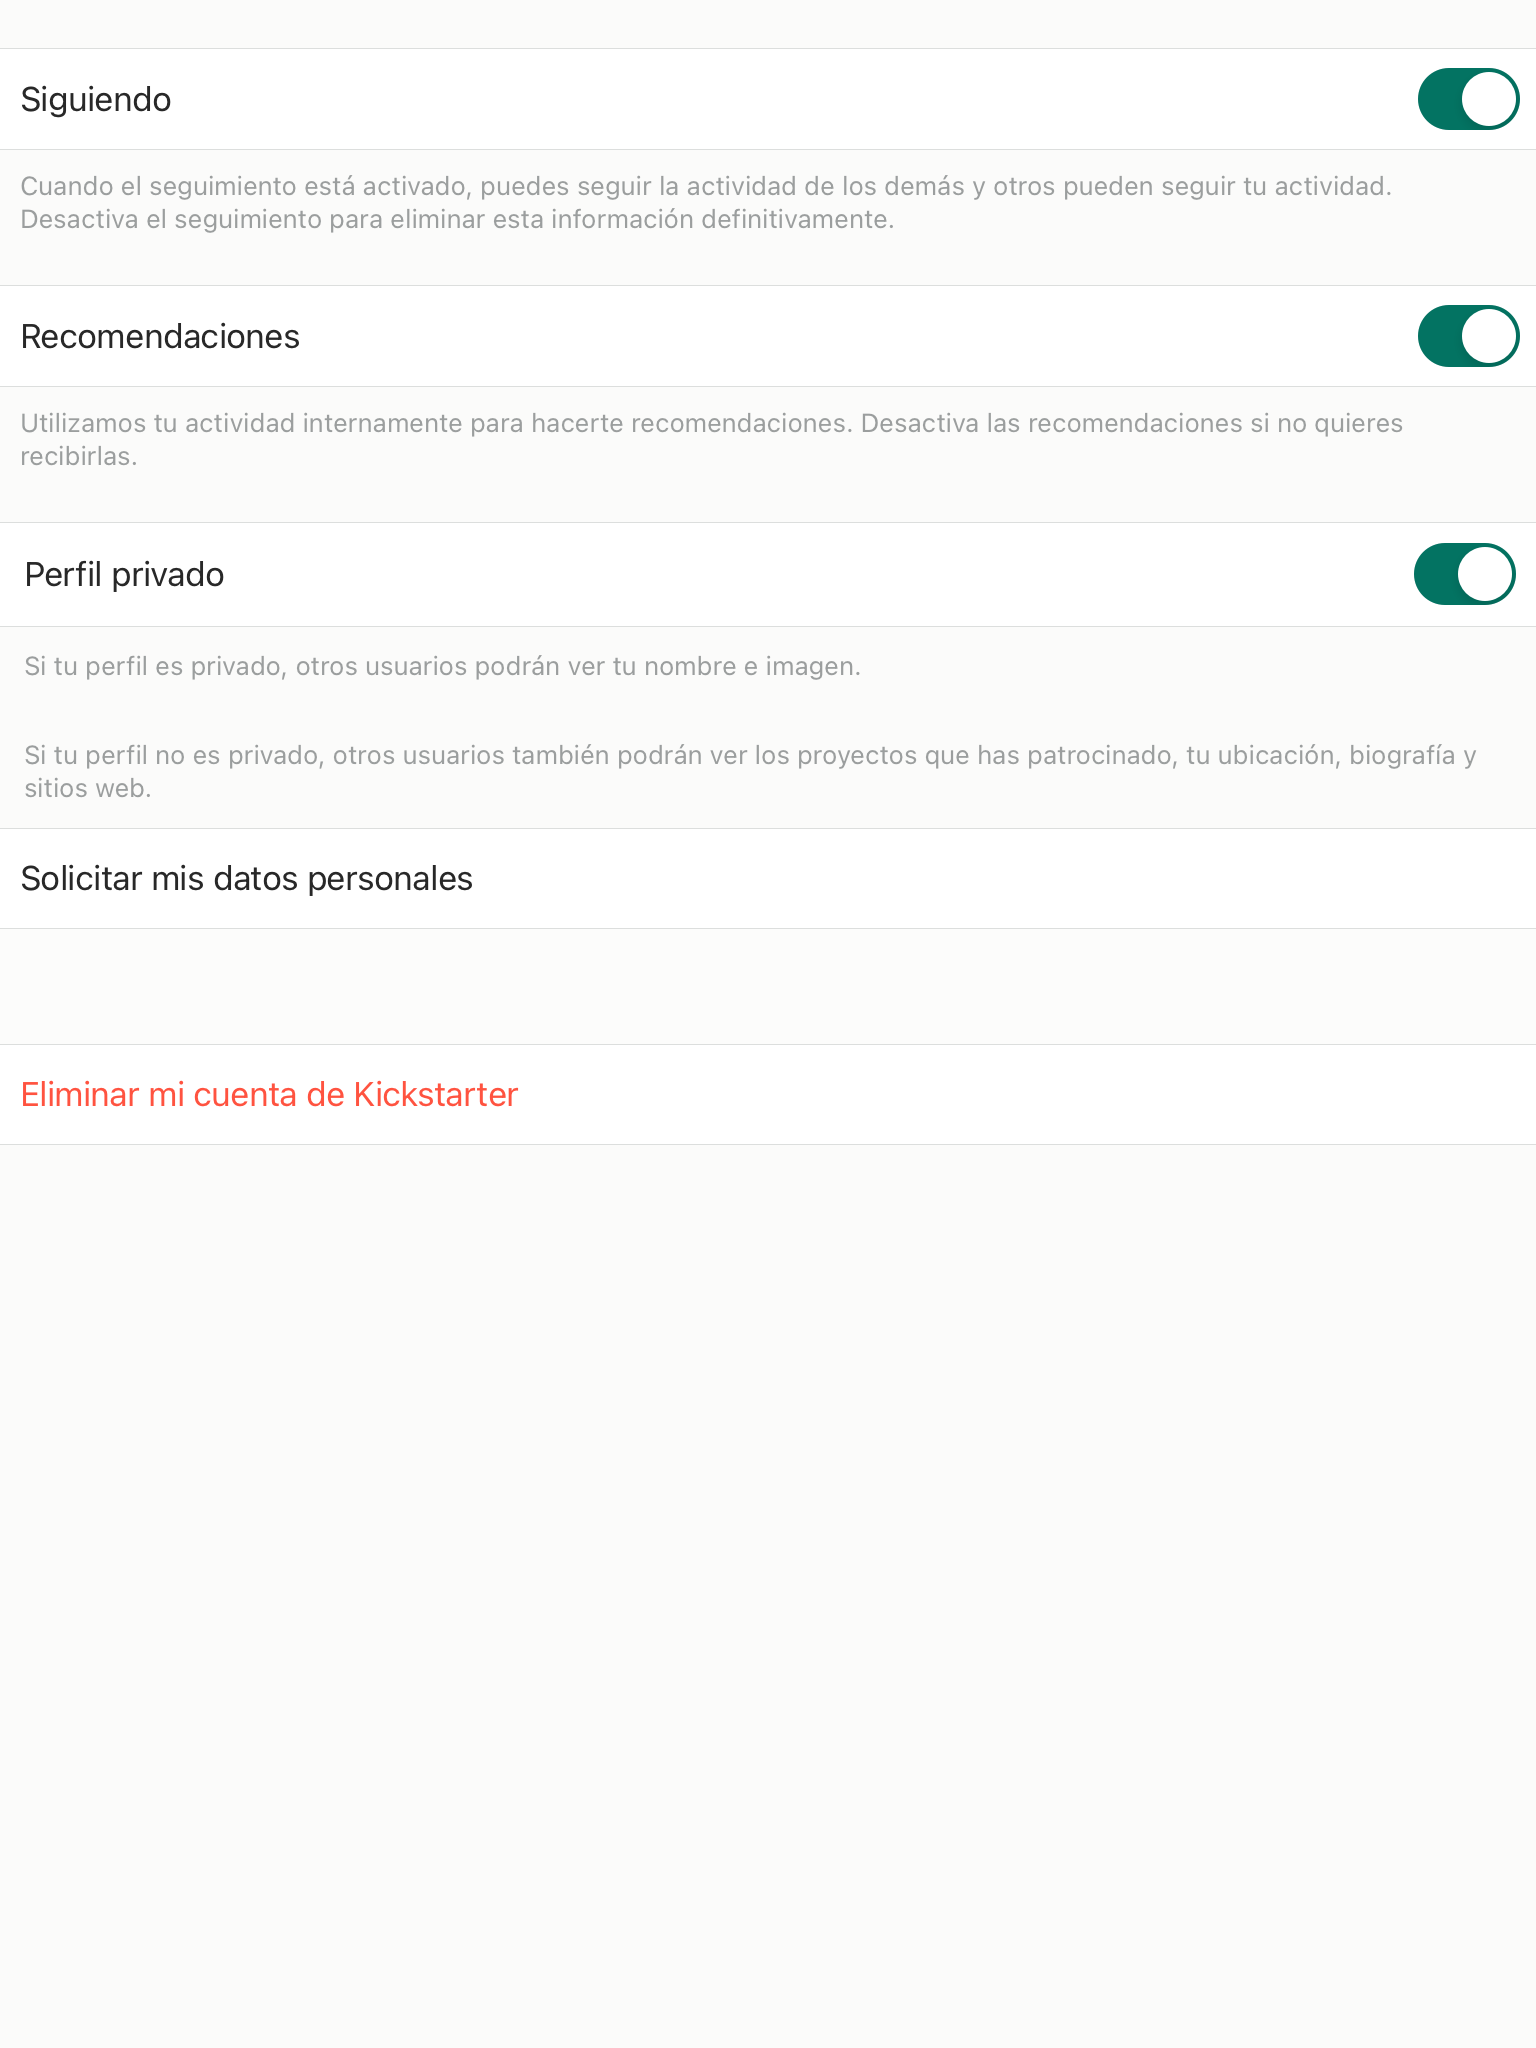 Siguiendo
Cuando el seguimiento está activado, puedes seguir la actividad de los demás y otros pueden seguir tu actividad.
Desactiva el seguimiento para eliminar esta información definitivamente.
Recomendaciones
Utilizamos tu actividad internamente para hacerte recomendaciones. Desactiva las recomendaciones si no quieres
recibirlas.
Perfil privado
Si tu perfil es privado, otros usuarios podrán ver tu nombre e imagen.
Si tu perfil no es privado, otros usuarios también podrán ver los proyectos que has patrocinado, tu ubicación, biografía y
sitios web.
Solicitar mis datos personales
Eliminar mi cuenta de Kickstarter